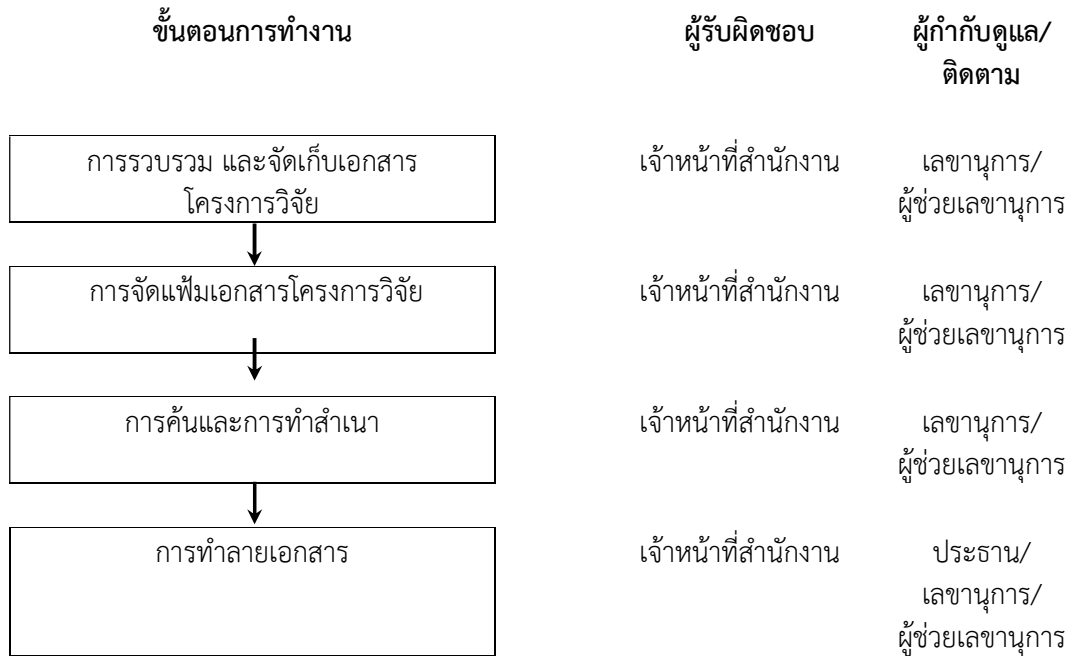 ขั้นตอนการทำงาน ผู้รับผิดชอบ ผู้กำกับดูแล/
ติดตาม
การรวบรวม และจัดเก็บเอกสาร เจ้าหน้าที่สำนักงาน เลขานุการ/
โครงการวิจัย ผู้ช่วยเลขานุการ
การจัดแฟ้มเอกสารโครงการวิจัย เจ้าหน้าที่สำนักงาน เลขานุการ/
ผู้ช่วยเลขานุการ
การค้นและการทำสำเนา เจ้าหน้าที่สำนักงาน เลขานุการ/
ผู้ช่วยเลขานุการ
การทำลายเอกสาร เจ้าหน้าที่สำนักงาน ประธาน/
เลขานุการ/
ผู้ช่วยเลขานุการ